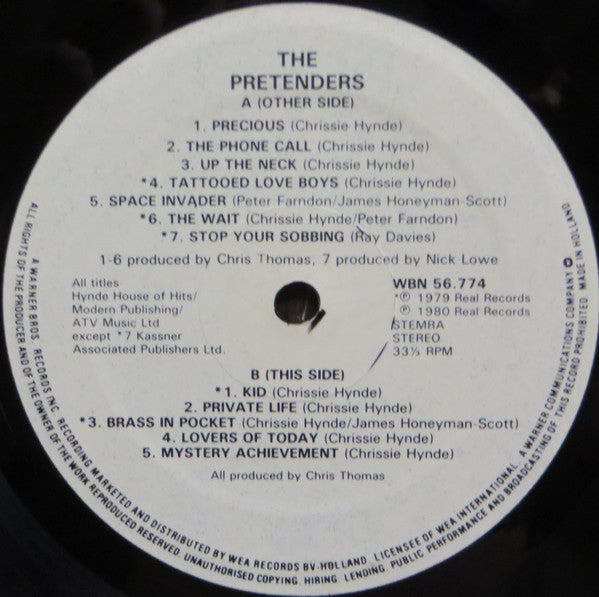 THE
PRETENDERS
A (OTHER SIDE)
1. PRECIOUS (Chrissie Hynde)
2. THE PHONE CALL (Chrissie Hynde)
3. UP THE NECK (Chrissie Hynde)
*4. TATTOOED LOVE BOYS (Chrissie Hynde)
5. SPACE INVADER (Peter Farndon/James Honeyman-Scott)
*6. THE WAIT (Chrissie Hynde/Peter Farndon)
*7. STOP YOUR SOBBING (Ray Davies)
1-6 produced by Chris Thomas, 7 produced by Nick Lowe
All titles
Hynde House of Hits/
Modern Publishing/
ATV Music Ltd
except *7 Kassner
Associated Publishers Ltd.
WBN 56.774
*℗ 1979 Real Records
℗ 1980 Real Records
STEMRA
STEREO
33⅓ RPM
B (THIS SIDE)
*1. KID (Chrissie Hynde)
2. PRIVATE LIFE (Chrissie Hynde)
*3. BRASS IN POCKET (Chrissie Hynde/James Honeyman-Scott)
4. LOVERS OF TODAY (Chrissie Hynde)
5. MYSTERY ACHIEVEMENT (Chrissie Hynde)
All produced by Chris Thomas
A WARNER BROS. RECORDS INC. RECORDING MARKETED AND DISTRIBUTED BY WEA RECORDS BV-HOLLAND. LICENSEE OF WEA INTERNATIONAL. A WARNER COMMUNICATIONS COMPANY
ALL RIGHTS OF THE PRODUCER AND OF THE OWNER OF THE WORK REPRODUCED RESERVED. UNAUTHORISED COPYING. HIRING. LENDING. PUBLIC PERFORMANCE AND BROADCASTING OF THIS RECORD PROHIBITED. MADE IN HOLLAND